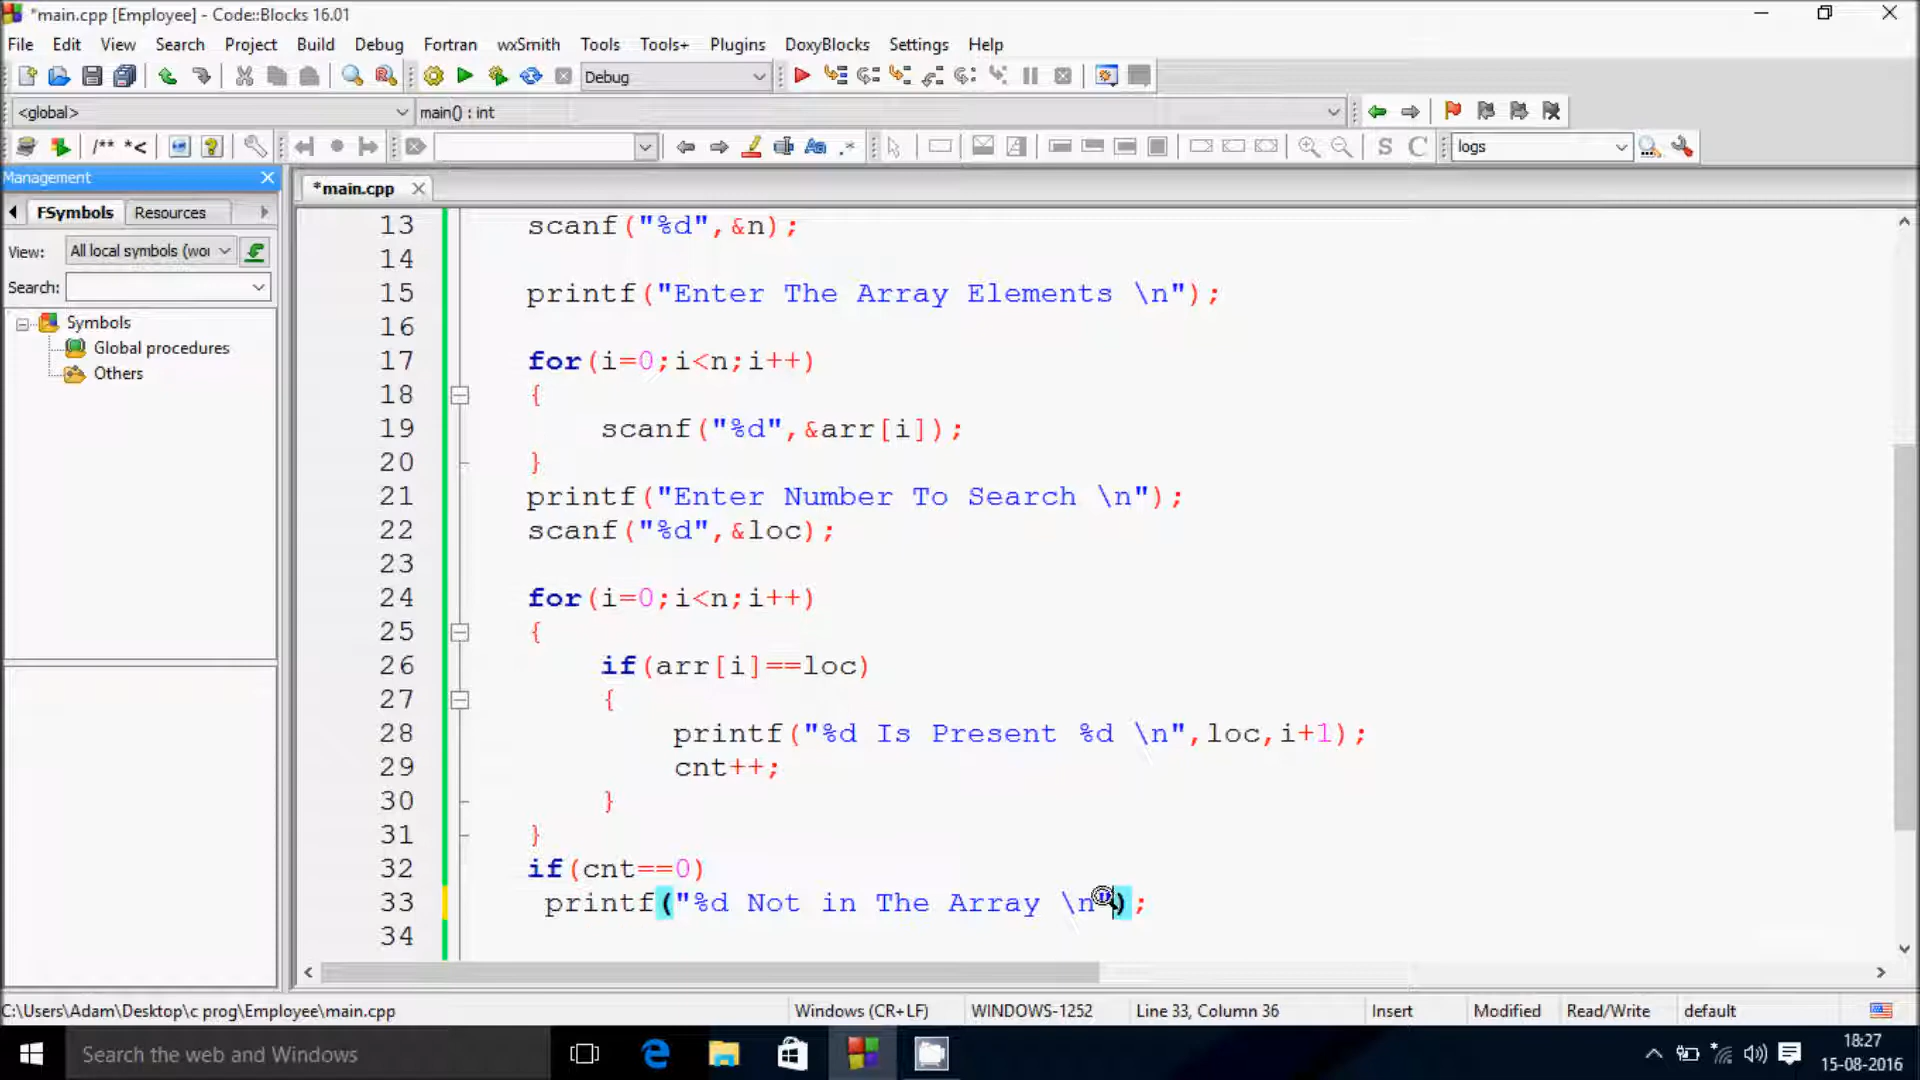 *main.cpp [Employee] - Code::Blocks 16.01
File Edit View Search Project Build Debug Fortran wxSmith Tools Tools+ Plugins DoxyBlocks Settings Help
Debug
<global> main() : int
/** *< S C logs
Management
*main.cpp
FSymbols Resources
View: All local symbols (wo
Search:
Symbols
Global procedures
Others
13 scanf("%d",&n);
14
15 printf("Enter The Array Elements \n");
16
17 for(i=0;i<n;i++)
18 {
19 scanf("%d",&arr[i]);
20 }
21 printf("Enter Number To Search \n");
22 scanf("%d",&loc);
23
24 for(i=0;i<n;i++)
25 {
26 if(arr[i]==loc)
27 {
28 printf("%d Is Present %d \n",loc,i+1);
29 cnt++;
30 }
31 }
32 if(cnt==0)
33 printf("%d Not in The Array \n");
34
C:\Users\Adam\Desktop\c prog\Employee\main.cpp Windows (CR+LF) WINDOWS-1252 Line 33, Column 36 Insert Modified Read/Write default
Search the web and Windows
18:27
15-08-2016